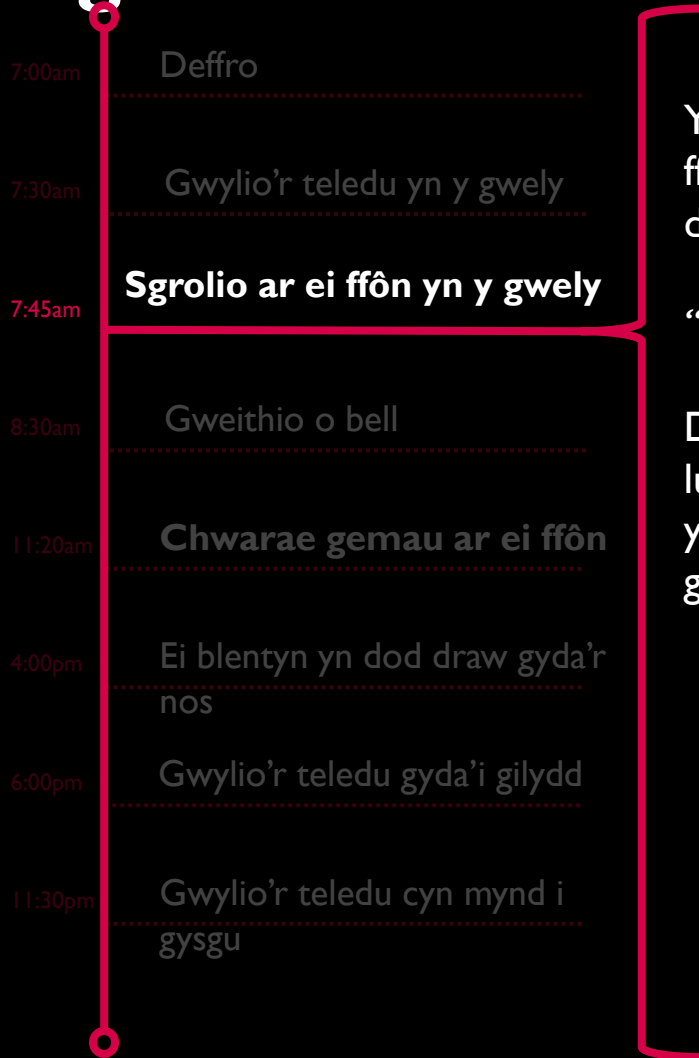 7:00am
Deffro
7:30am
Gwylio'r teledu yn y gwely
7:45am
Sgrolio ar ei ffôn yn y gwely
8:30am
Gweithio o bell
11:20am
Chwarae gemau ar ei ffôn
4:00pm
Ei blentyn yn dod draw gyda'r
nos
6:00pm
Gwylio'r teledu gyda'i gilydd
11:30pm
Gwylio'r teledu cyn mynd i
gysgu